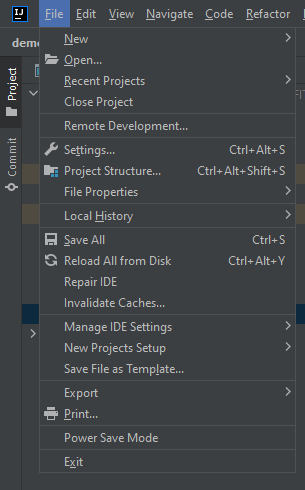 IJ File Edit View Navigate Code Refactor
demo
Project
Commit
New
Open...
Recent Projects
Close Project
Remote Development...
Settings... Ctrl+Alt+S
Project Structure... Ctrl+Alt+Shift+S
File Properties
Local History
Save All Ctrl+S
Reload All from Disk Ctrl+Alt+Y
Repair IDE
Invalidate Caches...
Manage IDE Settings
New Projects Setup
Save File as Template...
Export
Print...
Power Save Mode
Exit